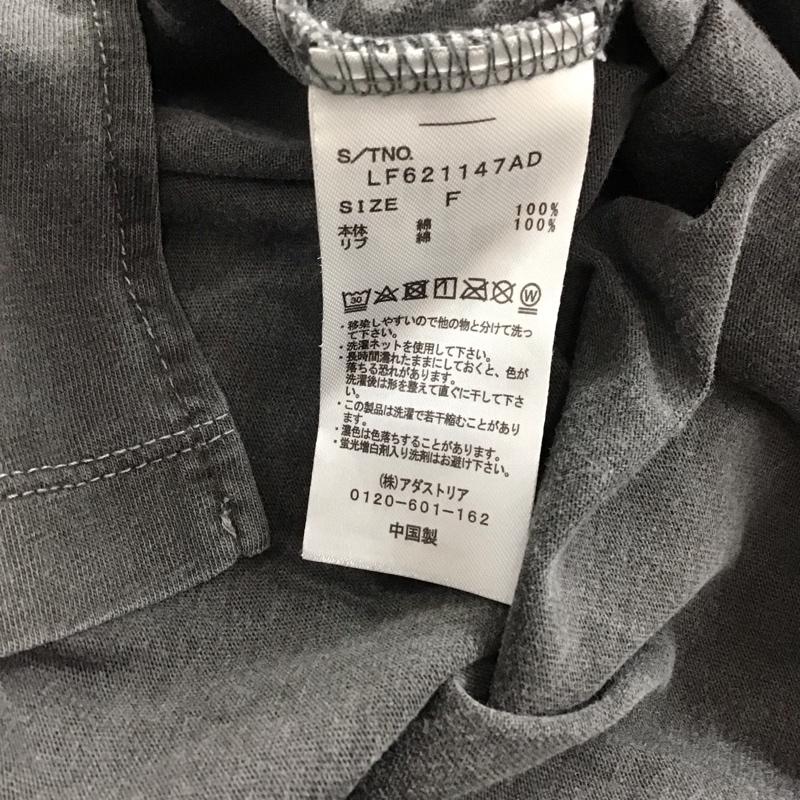 S/TNO.
LF621147AD
SIZE F
本体 綿 100%
リブ 綿 100%
30 W
・移染しやすいので他の物と分けて洗っ
て下さい。
・洗濯ネットを使用して下さい。
・長時間濡れたままにしておくと、色が
落ちる恐れがあります。
洗濯後は形を整えて直ぐに干して下さ
い。
・この製品は洗濯で若干縮むことがあり
ます。
・濃色は色落ちすることがあります。
・蛍光増白剤入り洗剤はお避け下さい。
(株)アダストリア
0120-601-162
中国製